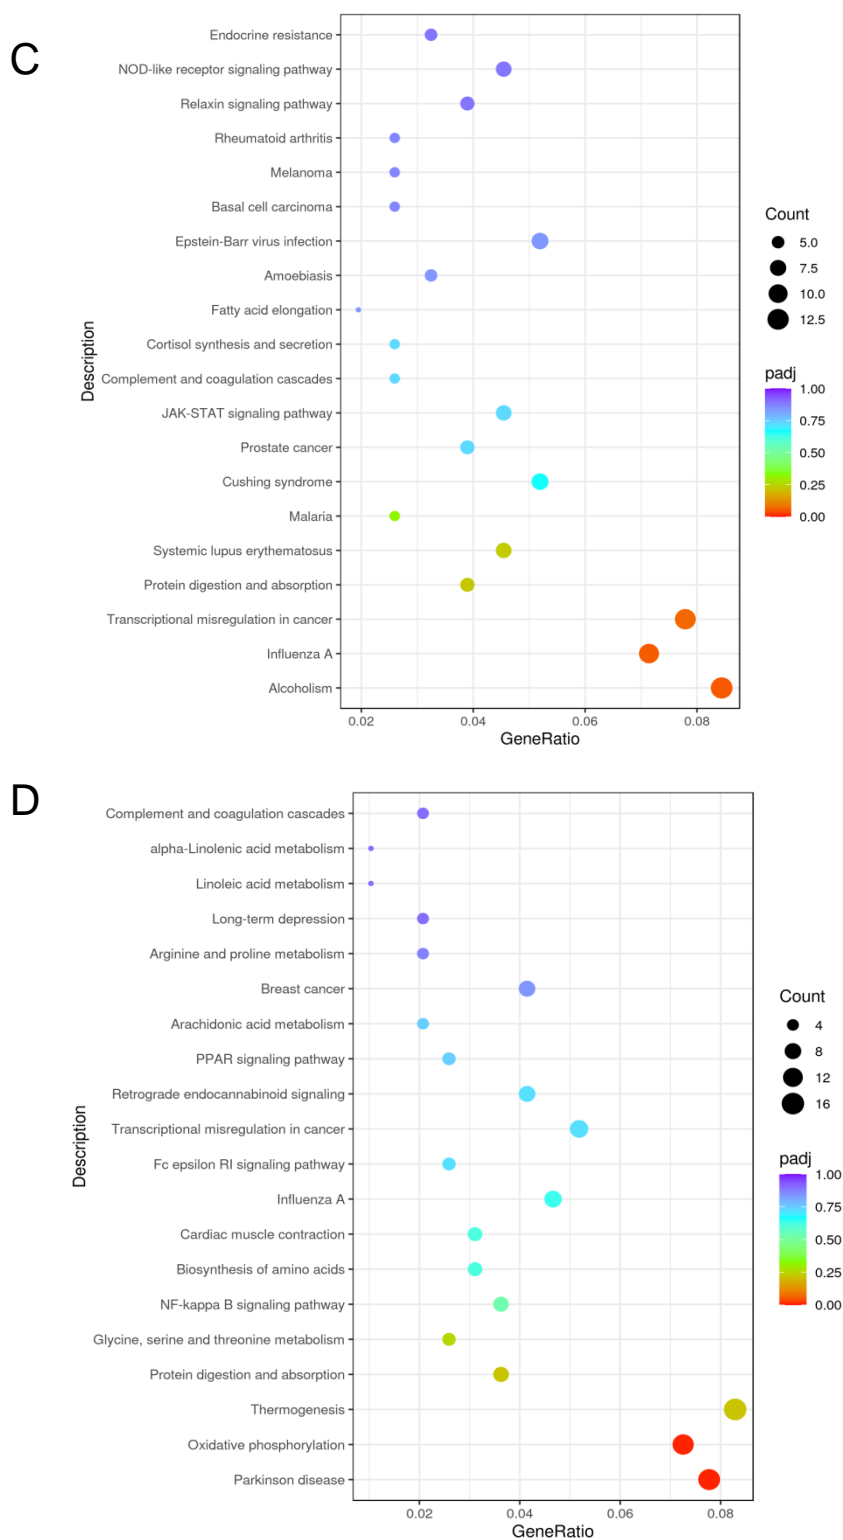 C
Endocrine resistance
NOD-like receptor signaling pathway
Relaxin signaling pathway
Rheumatoid arthritis
Melanoma
Basal cell carcinoma
Epstein-Barr virus infection
Amoebiasis
Fatty acid elongation
Cortisol synthesis and secretion
Complement and coagulation cascades
JAK-STAT signaling pathway
Prostate cancer
Cushing syndrome
Malaria
Systemic lupus erythematosus
Protein digestion and absorption
Transcriptional misregulation in cancer
Influenza A
Alcoholism
Description
0.02 0.04 0.06 0.08
GeneRatio
Count
5.0
7.5
10.0
12.5
padj
1.00
0.75
0.50
0.25
0.00
D
Complement and coagulation cascades
alpha-Linolenic acid metabolism
Linoleic acid metabolism
Long-term depression
Arginine and proline metabolism
Breast cancer
Arachidonic acid metabolism
PPAR signaling pathway
Retrograde endocannabinoid signaling
Transcriptional misregulation in cancer
Fc epsilon RI signaling pathway
Influenza A
Cardiac muscle contraction
Biosynthesis of amino acids
NF-kappa B signaling pathway
Glycine, serine and threonine metabolism
Protein digestion and absorption
Thermogenesis
Oxidative phosphorylation
Parkinson disease
Description
0.02 0.04 0.06 0.08
GeneRatio
Count
4
8
12
16
padj
1.00
0.75
0.50
0.25
0.00